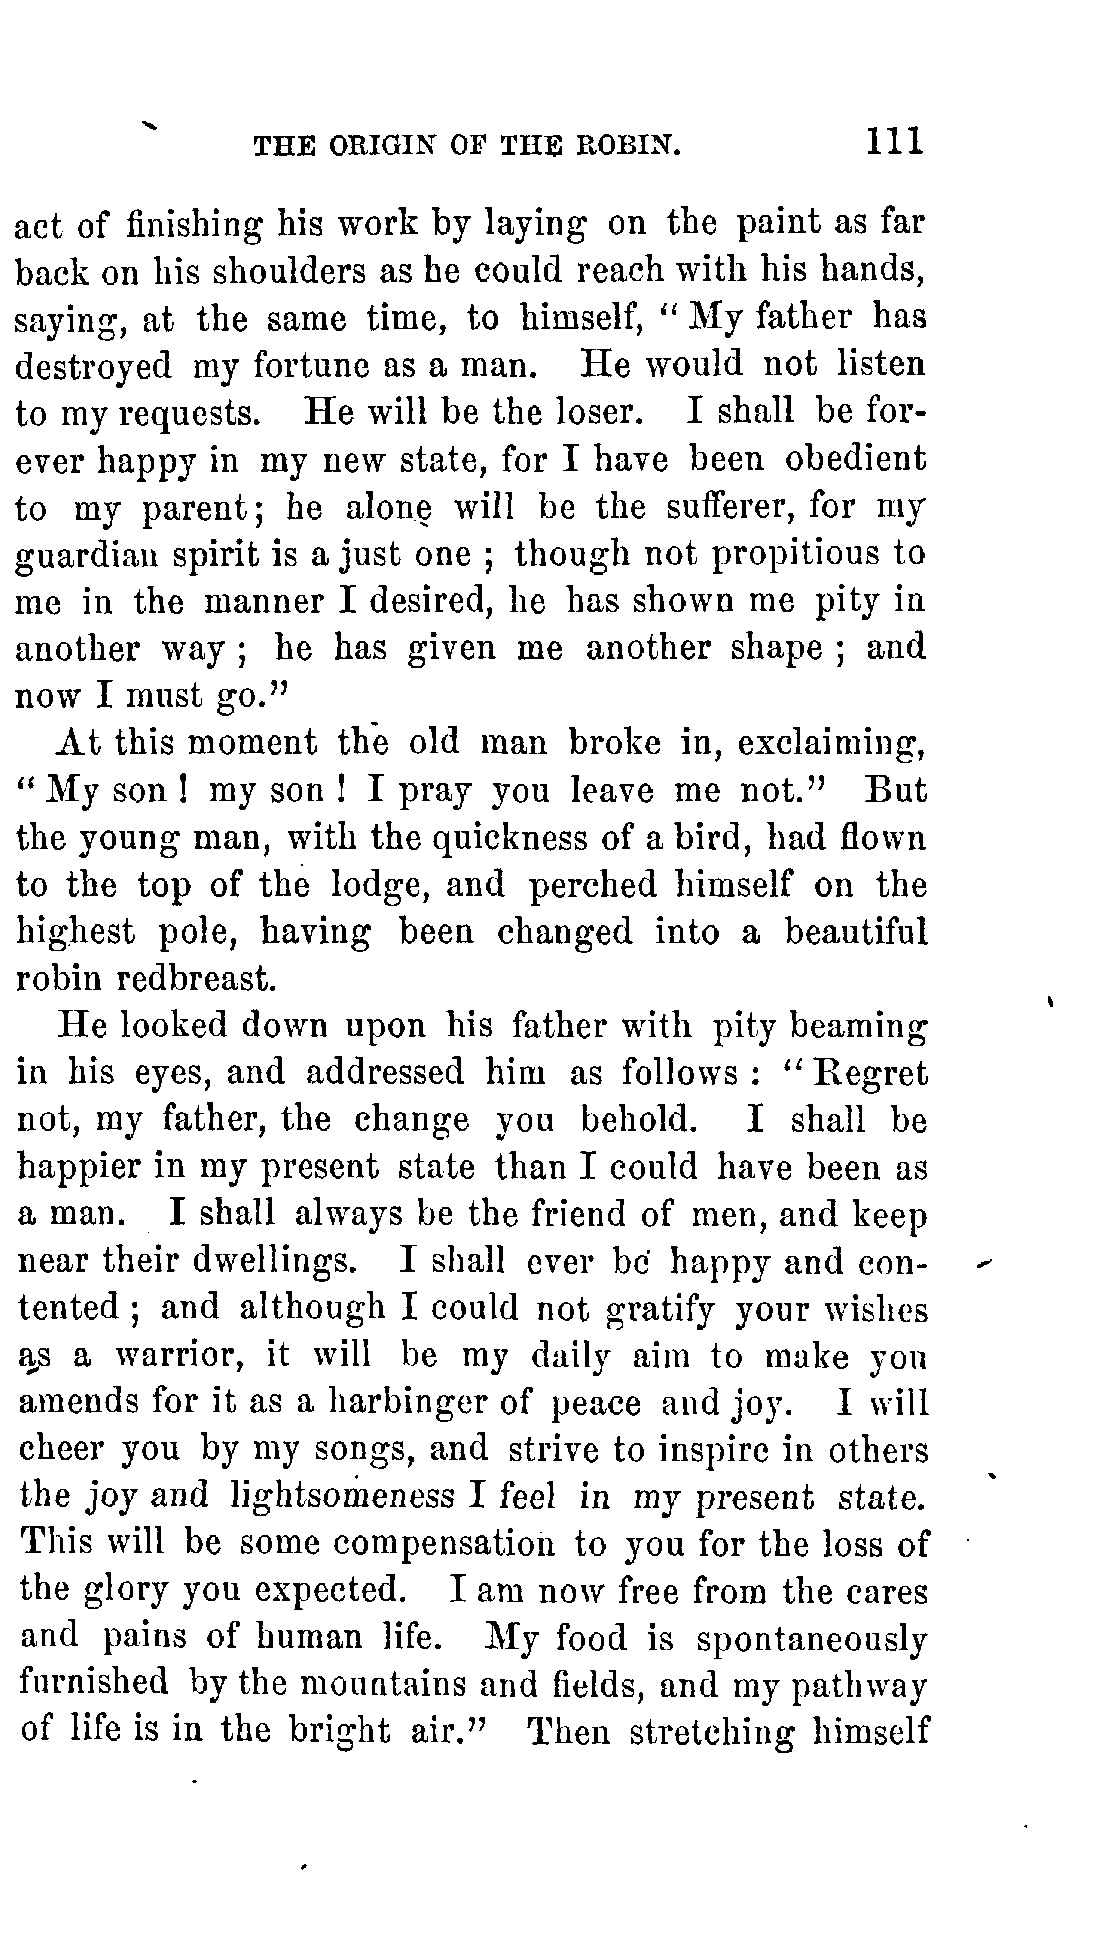 THE ORIGIN OF THE ROBIN. 111
act of finishing his work by laying on the paint as far
back on his shoulders as he could reach with his hands,
saying, at the same time, to himself, “ My father has
destroyed my fortune as a man. He would not listen
to my requests. He will be the loser. I shall be for-
ever happy in my new state, for I have been obedient
to my parent; he alone will be the sufferer, for my
guardian spirit is a just one ; though not propitious to
me in the manner I desired, he has shown me pity in
another way ; he has given me another shape ; and
now I must go.”
At this moment the old man broke in, exclaiming,
“ My son ! my son ! I pray you leave me not.” But
the young man, with the quickness of a bird, had flown
to the top of the lodge, and perched himself on the
highest pole, having been changed into a beautiful
robin redbreast.
He looked down upon his father with pity beaming
in his eyes, and addressed him as follows : “ Regret
not, my father, the change you behold. I shall be
happier in my present state than I could have been as
a man. I shall always be the friend of men, and keep
near their dwellings. I shall ever be happy and con-
tented ; and although I could not gratify your wishes
as a warrior, it will be my daily aim to make you
amends for it as a harbinger of peace and joy. I will
cheer you by my songs, and strive to inspire in others
the joy and lightsomeness I feel in my present state.
This will be some compensation to you for the loss of
the glory you expected. I am now free from the cares
and pains of human life. My food is spontaneously
furnished by the mountains and fields, and my pathway
of life is in the bright air.” Then stretching himself